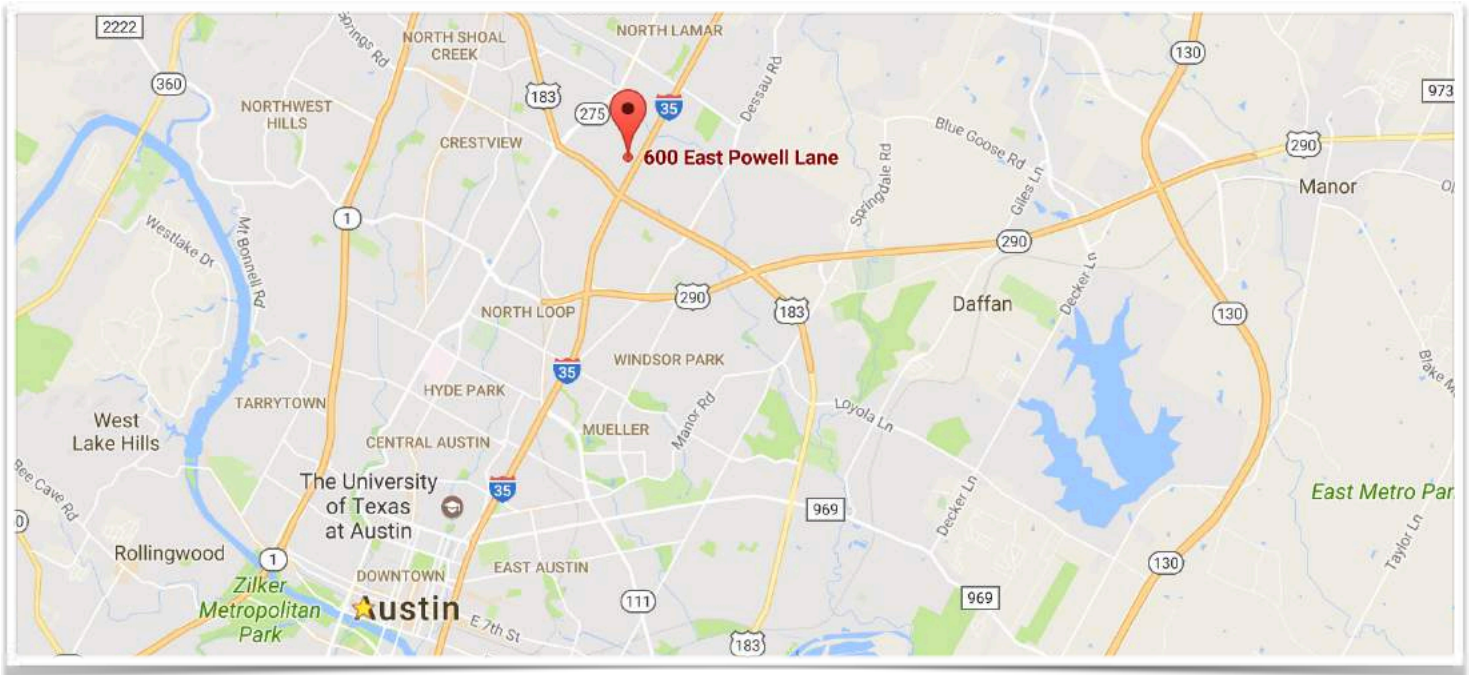 2222
Springs Rd
NORTH SHOAL
CREEK
NORTH LAMAR
130
360
183
275
35
Dessau Rd
973
NORTHWEST
HILLS
CRESTVIEW
Blue Goose Rd
290
600 East Powell Lane
Manor
Springdale Rd
Giles Ln
1
Westlake Dr
Mt Bonnell Rd
290
Decker Ln
290
183
Daffan
130
NORTH LOOP
35
WINDSOR PARK
HYDE PARK
TARRYTOWN
Manor Rd
Loyola Ln
West
Lake Hills
MUELLER
CENTRAL AUSTIN
The University
of Texas
at Austin
35
969
Decker Ln
East Metro Par
Bee Cave Rd
Taylor Ln
Rollingwood
1
DOWNTOWN
EAST AUSTIN
130
Zilker
Metropolitan
Park
Austin
E 7th St
111
969
183